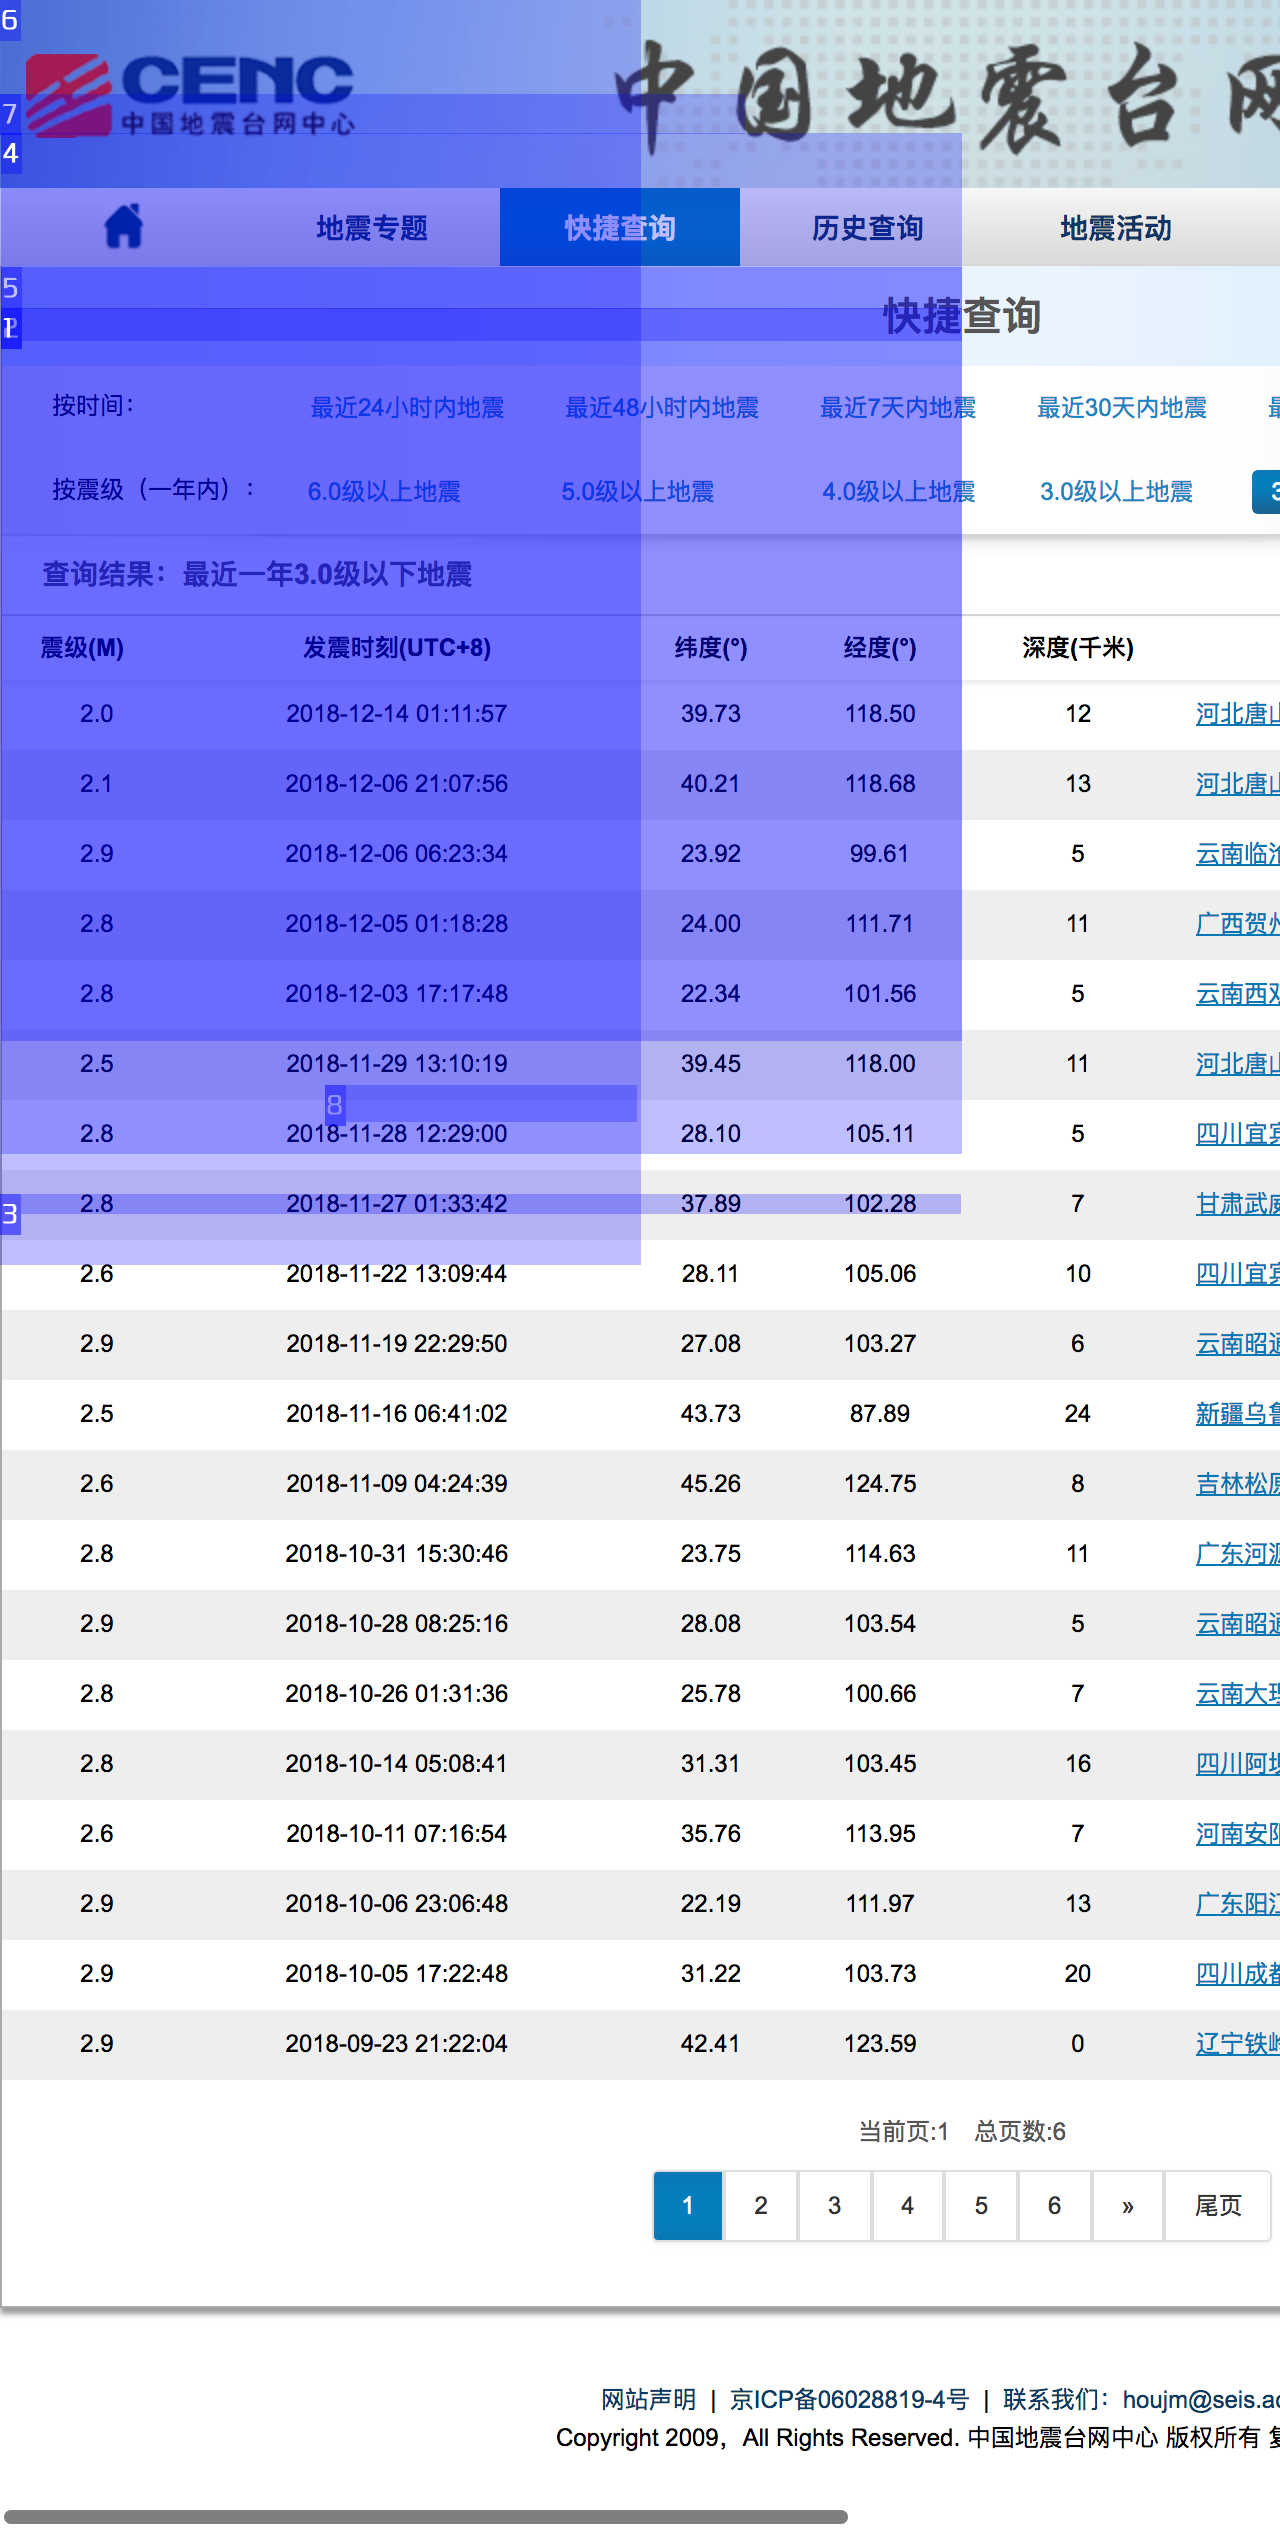 6
CENC
中国地震台网中心
中国地震台网
7
4
地震专题 快捷查询 历史查询 地震活动
5
快捷查询
1
按时间： 最近24小时内地震 最近48小时内地震 最近7天内地震 最近30天内地震
按震级（一年内）： 6.0级以上地震 5.0级以上地震 4.0级以上地震 3.0级以上地震 3
查询结果：最近一年3.0级以下地震
震级(M) 发震时刻(UTC+8) 纬度(°) 经度(°) 深度(千米)
2.0 2018-12-14 01:11:57 39.73 118.50 12 河北唐山
2.1 2018-12-06 21:07:56 40.21 118.68 13 河北唐山
2.9 2018-12-06 06:23:34 23.92 99.61 5 云南临沧
2.8 2018-12-05 01:18:28 24.00 111.71 11 广西贺州
2.8 2018-12-03 17:17:48 22.34 101.56 5 云南西双
2.5 2018-11-29 13:10:19 39.45 118.00 11 河北唐山
8
2.8 2018-11-28 12:29:00 28.10 105.11 5 四川宜宾
3
2.8 2018-11-27 01:33:42 37.89 102.28 7 甘肃武威
2.6 2018-11-22 13:09:44 28.11 105.06 10 四川宜宾
2.9 2018-11-19 22:29:50 27.08 103.27 6 云南昭通
2.5 2018-11-16 06:41:02 43.73 87.89 24 新疆乌鲁
2.6 2018-11-09 04:24:39 45.26 124.75 8 吉林松原
2.8 2018-10-31 15:30:46 23.75 114.63 11 广东河源
2.9 2018-10-28 08:25:16 28.08 103.54 5 云南昭通
2.8 2018-10-26 01:31:36 25.78 100.66 7 云南大理
2.8 2018-10-14 05:08:41 31.31 103.45 16 四川阿坝
2.6 2018-10-11 07:16:54 35.76 113.95 7 河南安阳
2.9 2018-10-06 23:06:48 22.19 111.97 13 广东阳江
2.9 2018-10-05 17:22:48 31.22 103.73 20 四川成都
2.9 2018-09-23 21:22:04 42.41 123.59 0 辽宁铁岭
当前页:1 总页数:6
1 2 3 4 5 6 » 尾页
网站声明 | 京ICP备06028819-4号 | 联系我们：houjm@seis.ac
Copyright 2009，All Rights Reserved. 中国地震台网中心 版权所有 复